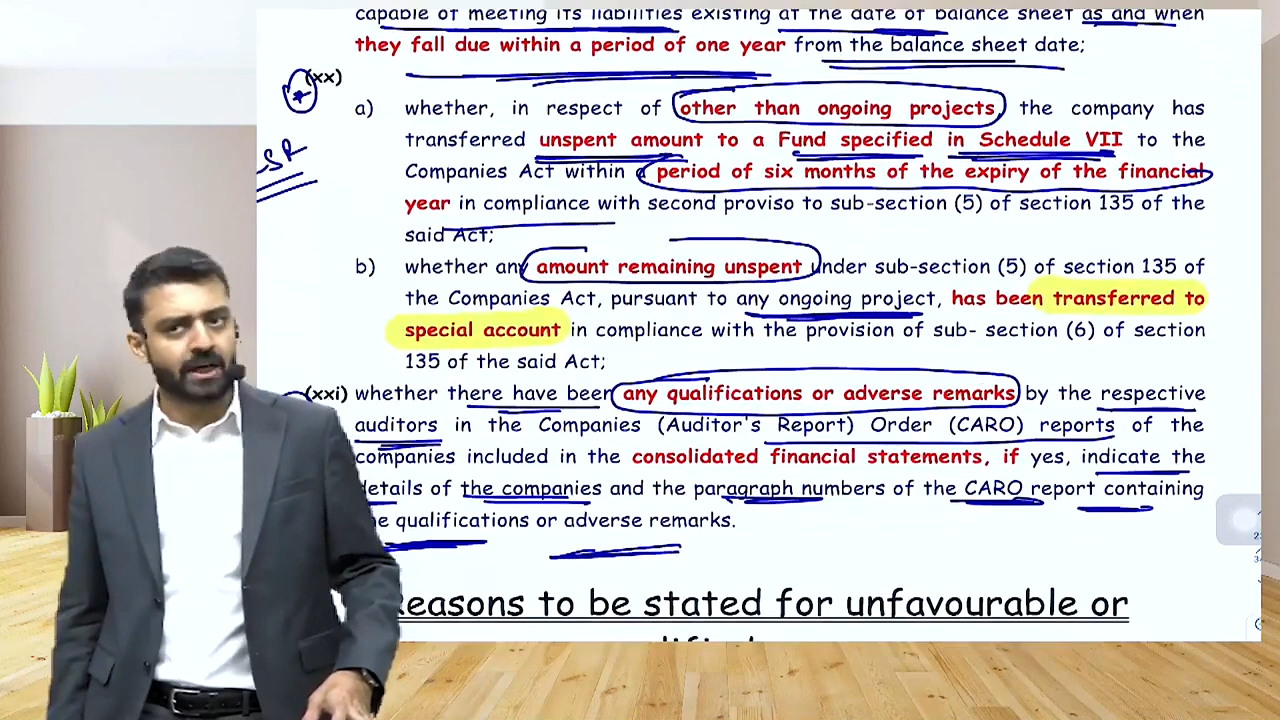 capable of meeting its liabilities existing at the date of balance sheet as and when
they fall due within a period of one year from the balance sheet date;
(xx)
a) whether, in respect of other than ongoing projects, the company has
transferred unspent amount to a Fund specified in Schedule VII to the
Companies Act within a period of six months of the expiry of the financial
year in compliance with second proviso to sub-section (5) of section 135 of the
said Act;
b) whether any amount remaining unspent under sub-section (5) of section 135 of
the Companies Act, pursuant to any ongoing project, has been transferred to
special account in compliance with the provision of sub- section (6) of section
135 of the said Act;
(xxi) whether there have been any qualifications or adverse remarks by the respective
auditors in the Companies (Auditor's Report) Order (CARO) reports of the
companies included in the consolidated financial statements, if yes, indicate the
details of the companies and the paragraph numbers of the CARO report containing
the qualifications or adverse remarks.
Reasons to be stated for unfavourable or